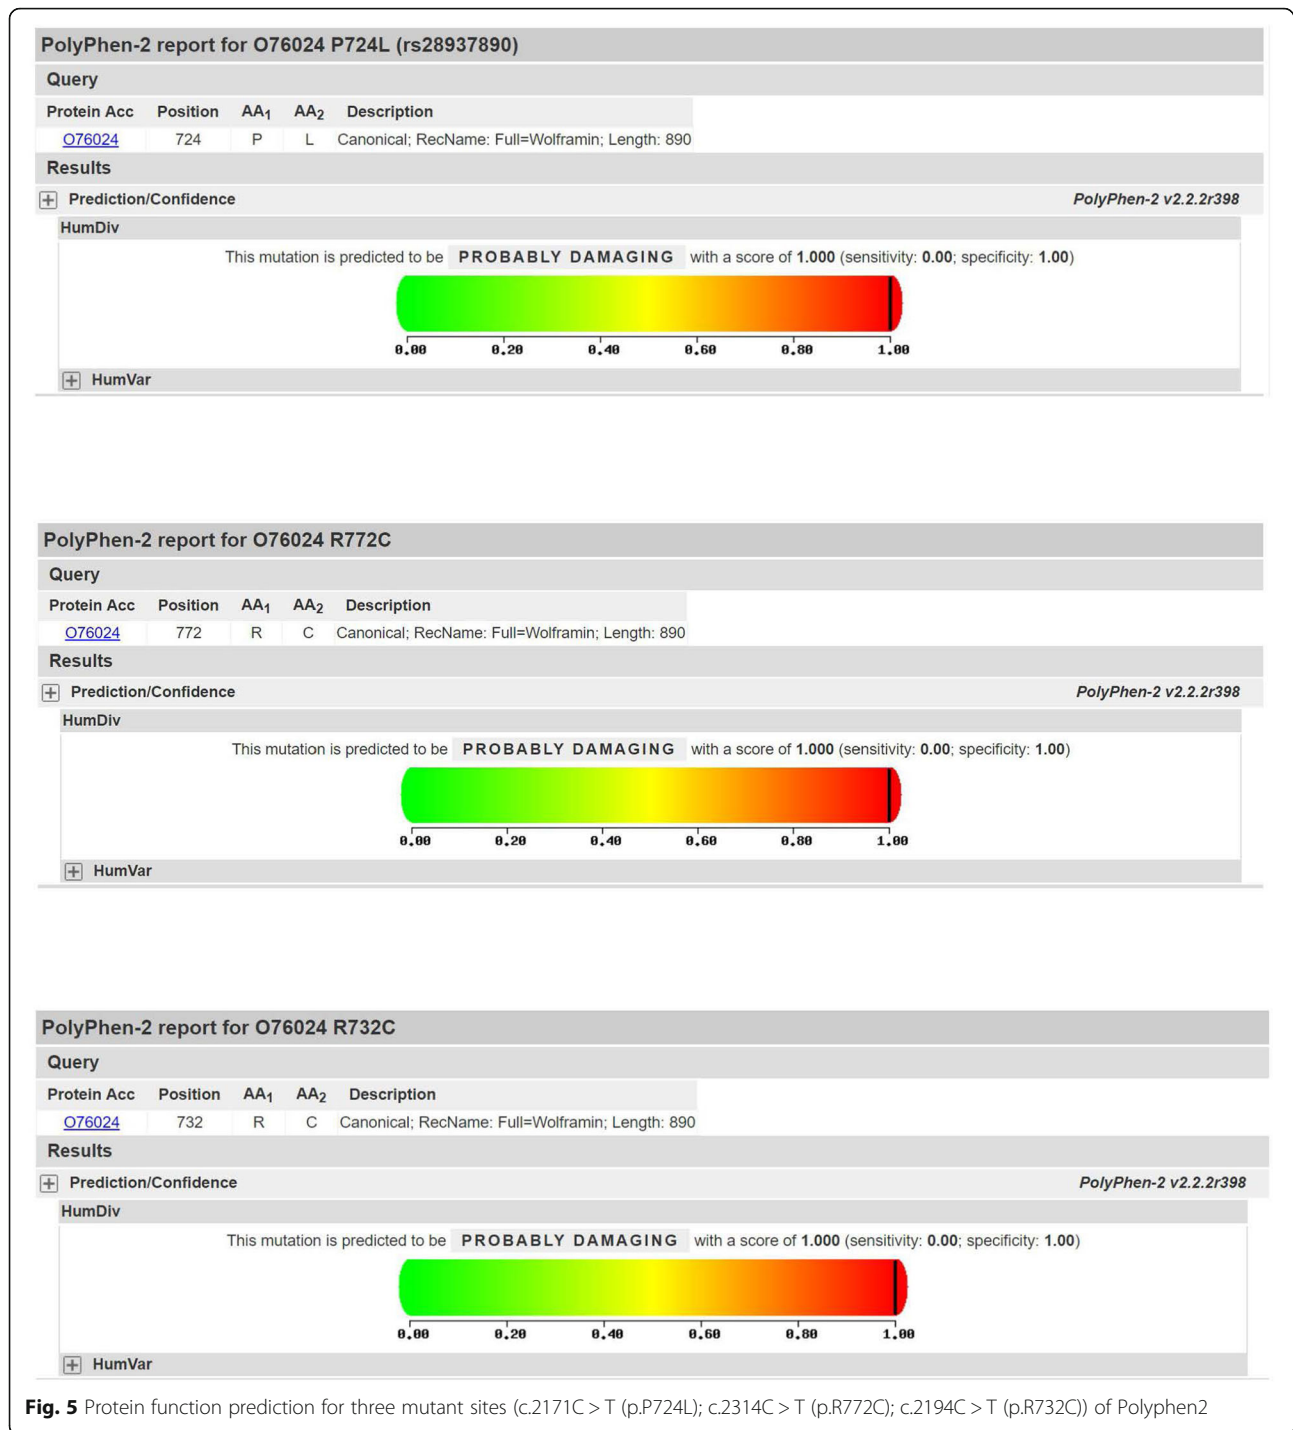 PolyPhen-2 report for O76024 P724L (rs28937890)
Query
Protein Acc Position AA1 AA2 Description
O76024 724 P L Canonical; RecName: Full=Wolframin; Length: 890
Results
+ Prediction/Confidence PolyPhen-2 v2.2.2r398
HumDiv
This mutation is predicted to be PROBABLY DAMAGING with a score of 1.000 (sensitivity: 0.00; specificity: 1.00)
0.00 0.20 0.40 0.60 0.80 1.00
+ HumVar
PolyPhen-2 report for O76024 R772C
Query
Protein Acc Position AA1 AA2 Description
O76024 772 R C Canonical; RecName: Full=Wolframin; Length: 890
Results
+ Prediction/Confidence PolyPhen-2 v2.2.2r398
HumDiv
This mutation is predicted to be PROBABLY DAMAGING with a score of 1.000 (sensitivity: 0.00; specificity: 1.00)
0.00 0.20 0.40 0.60 0.80 1.00
+ HumVar
PolyPhen-2 report for O76024 R732C
Query
Protein Acc Position AA1 AA2 Description
O76024 732 R C Canonical; RecName: Full=Wolframin; Length: 890
Results
+ Prediction/Confidence PolyPhen-2 v2.2.2r398
HumDiv
This mutation is predicted to be PROBABLY DAMAGING with a score of 1.000 (sensitivity: 0.00; specificity: 1.00)
0.00 0.20 0.40 0.60 0.80 1.00
+ HumVar
Fig. 5 Protein function prediction for three mutant sites (c.2171C > T (p.P724L); c.2314C > T (p.R772C); c.2194C > T (p.R732C)) of Polyphen2